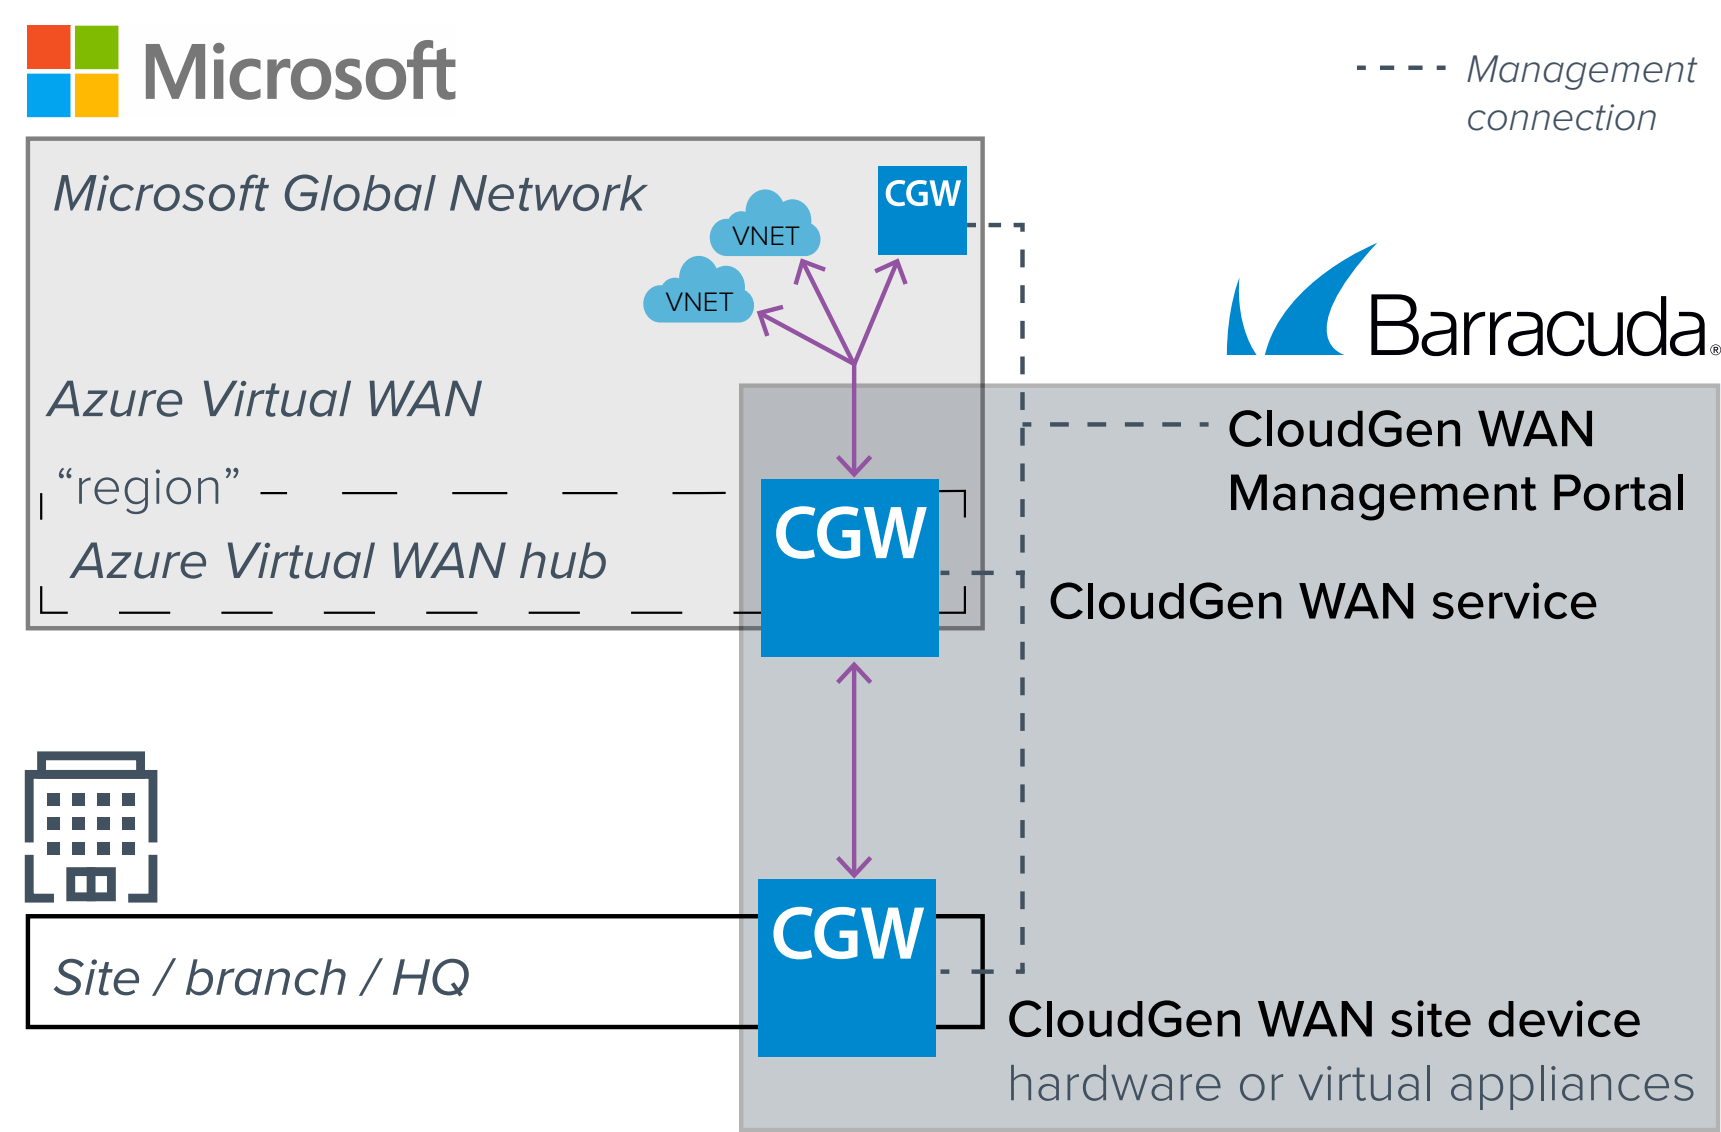 Microsoft
Management
connection
Microsoft Global Network
CGW
VNET
VNET
Barracuda®
Azure Virtual WAN
CloudGen WAN
Management Portal
“region”
CGW
Azure Virtual WAN hub
CloudGen WAN service
CGW
Site / branch / HQ
CloudGen WAN site device
hardware or virtual appliances